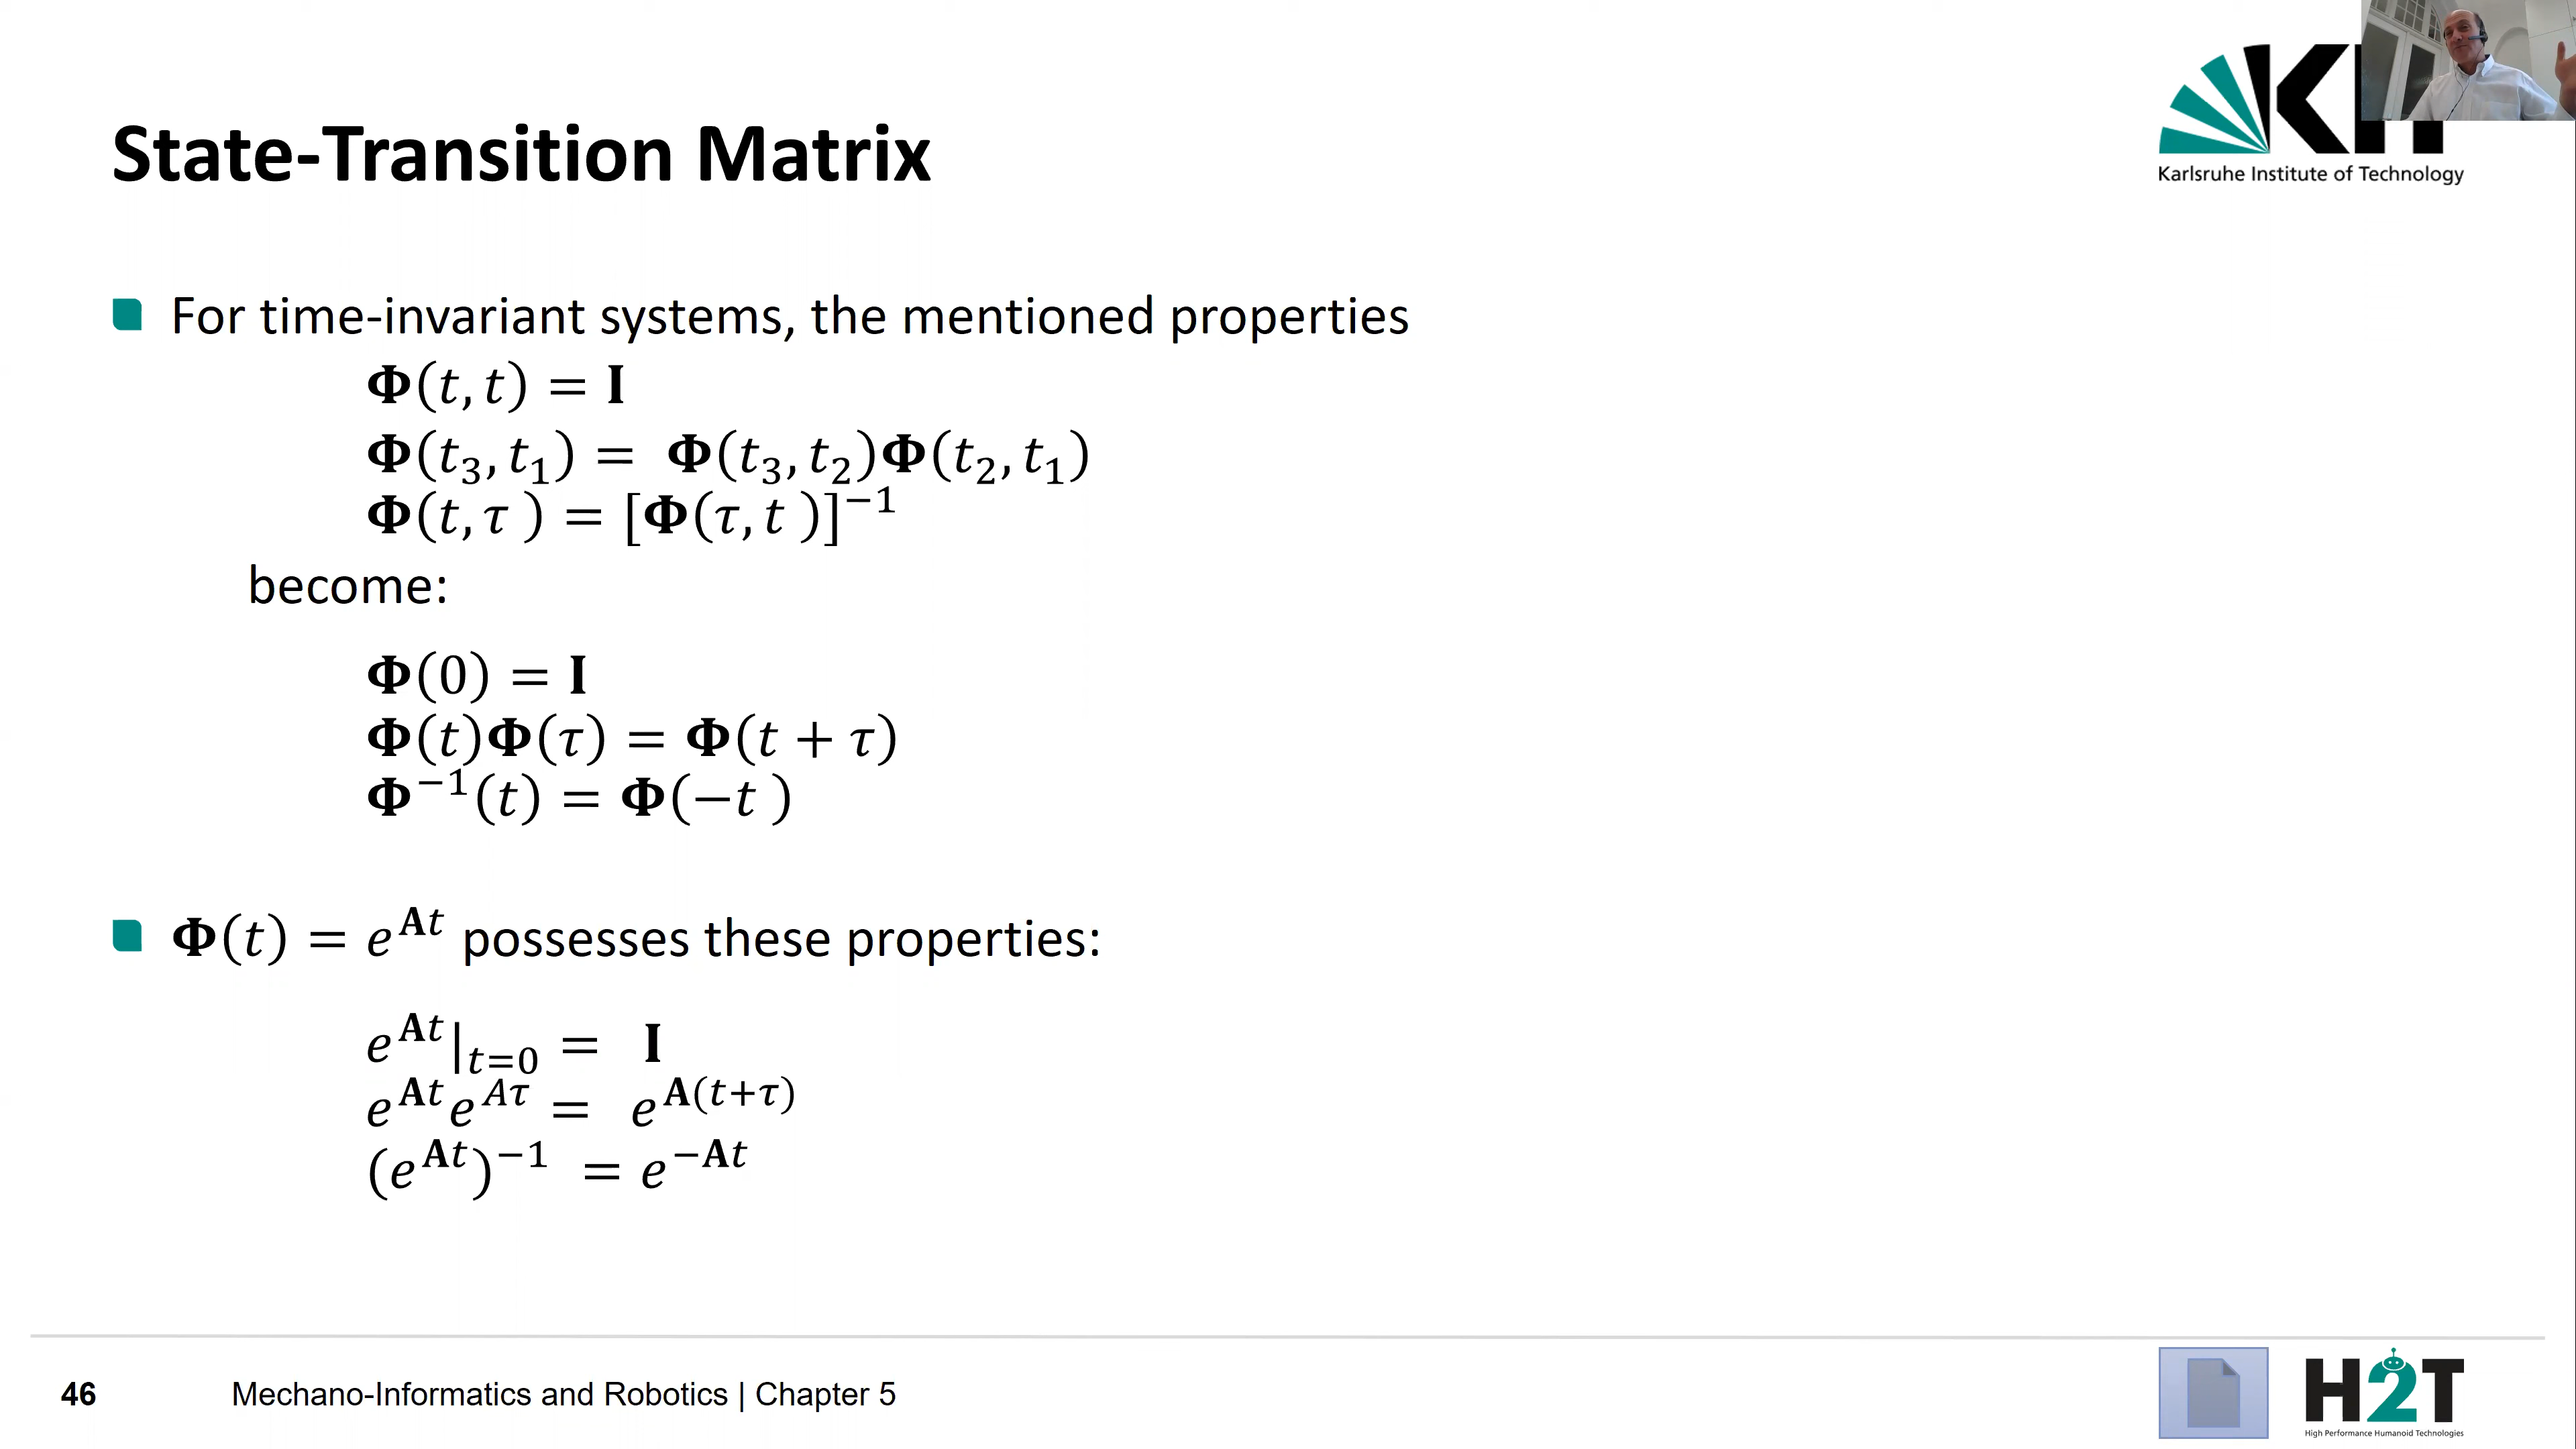 State-Transition Matrix
Karlsruhe Institute of Technology
For time-invariant systems, the mentioned properties
𝚽(t, t) = 𝐈
𝚽(t₃, t₁) = 𝚽(t₃, t₂)𝚽(t₂, t₁)
𝚽(t, τ ) = [𝚽(τ, t )]⁻¹
become:
𝚽(0) = 𝐈
𝚽(t)𝚽(τ) = 𝚽(t + τ)
𝚽⁻¹(t) = 𝚽(−t )
𝚽(t) = e^{𝐀t} possesses these properties:
e^{𝐀t}|_{t=0} = 𝐈
e^{𝐀t}e^{Aτ} = e^{𝐀(t+τ)}
(e^{𝐀t})⁻¹ = e^{−𝐀t}
46 Mechano-Informatics and Robotics | Chapter 5
H2T
High Performance Humanoid Technologies